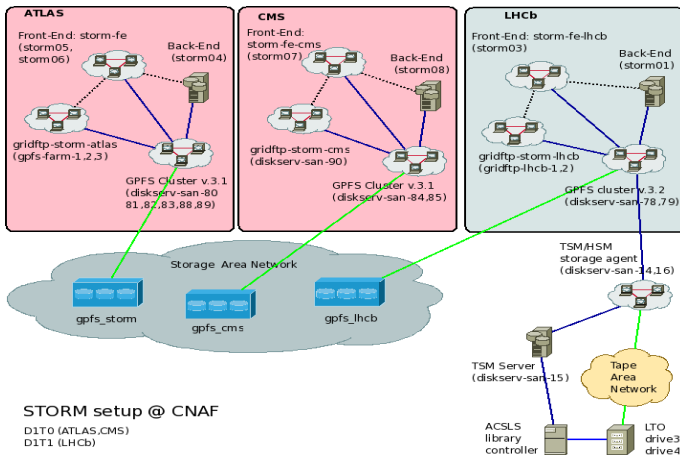 ATLAS
Front-End: storm-fe
(storm05,
storm06)
Back-End
(storm04)
gridftp-storm-atlas
(gpfs-farm-1,2,3)
GPFS Cluster v.3.1
(diskserv-san-80
81,82,83,88,89)
CMS
Front-End:
storm-fe-cms
(storm07)
Back-End
(storm08)
gridftp-storm-cms
(diskserv-san-90)
GPFS Cluster v.3.1
(diskserv-san-84,85)
LHCb
Front-End: storm-fe-lhcb
(storm03)
Back-End
(storm01)
gridftp-storm-lhcb
(gridftp-lhcb-1,2)
GPFS cluster v.3.2
(diskserv-san-78,79)
Storage Area Network
gpfs_storm
gpfs_cms
gpfs_lhcb
TSM/HSM
storage agent
(diskserv-san-14,16)
TSM Server
(diskserv-san-15)
Tape
Area
Network
ACSLS
library
controller
LTO
drive3
drive4
STORM setup @ CNAF
D1T0 (ATLAS,CMS)
D1T1 (LHCb)